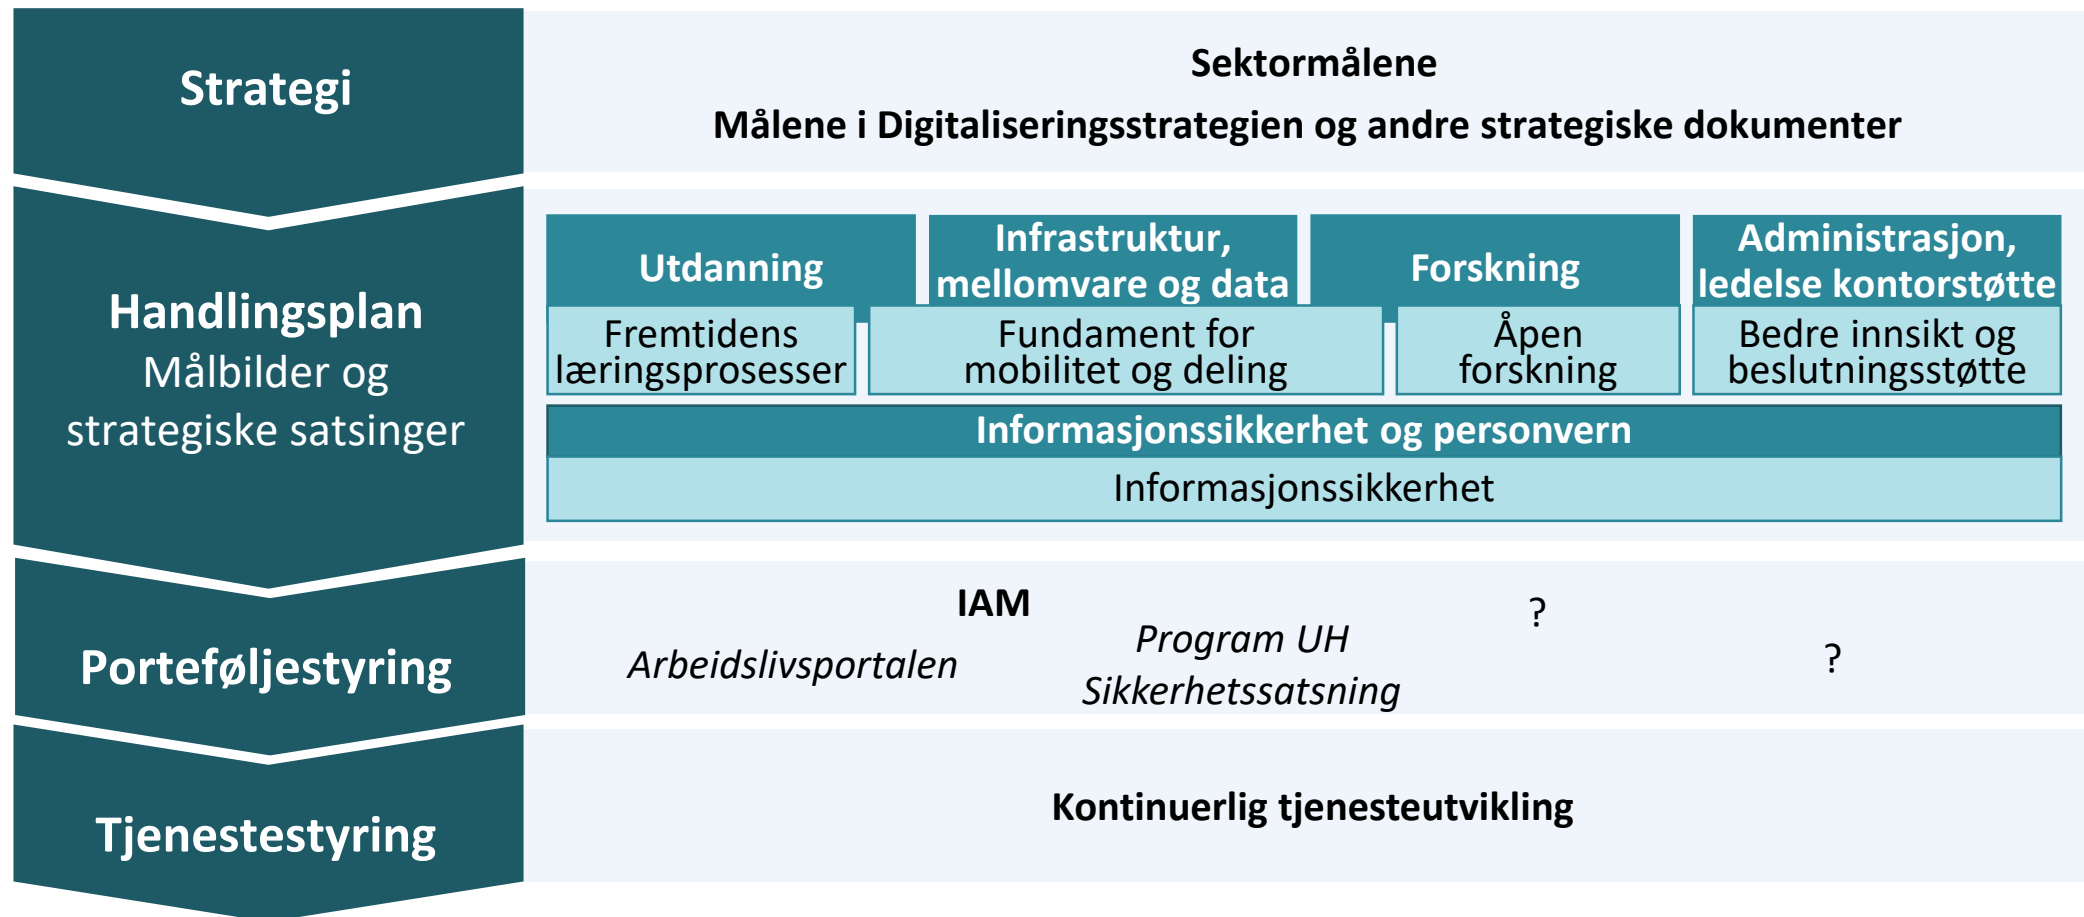 Strategi
Sektormålene
Målene i Digitaliseringsstrategien og andre strategiske dokumenter
Handlingsplan
Målbilder og
strategiske satsinger
Utdanning
Infrastruktur,
mellomvare og data
Forskning
Administrasjon,
ledelse kontorstøtte
Fremtidens
læringsprosesser
Fundament for
mobilitet og deling
Åpen
forskning
Bedre innsikt og
beslutningsstøtte
Informasjonssikkerhet og personvern
Informasjonssikkerhet
Porteføljestyring
IAM
Arbeidslivsportalen
Program UH
Sikkerhetssatsning
?
?
Tjenestestyring
Kontinuerlig tjenesteutvikling